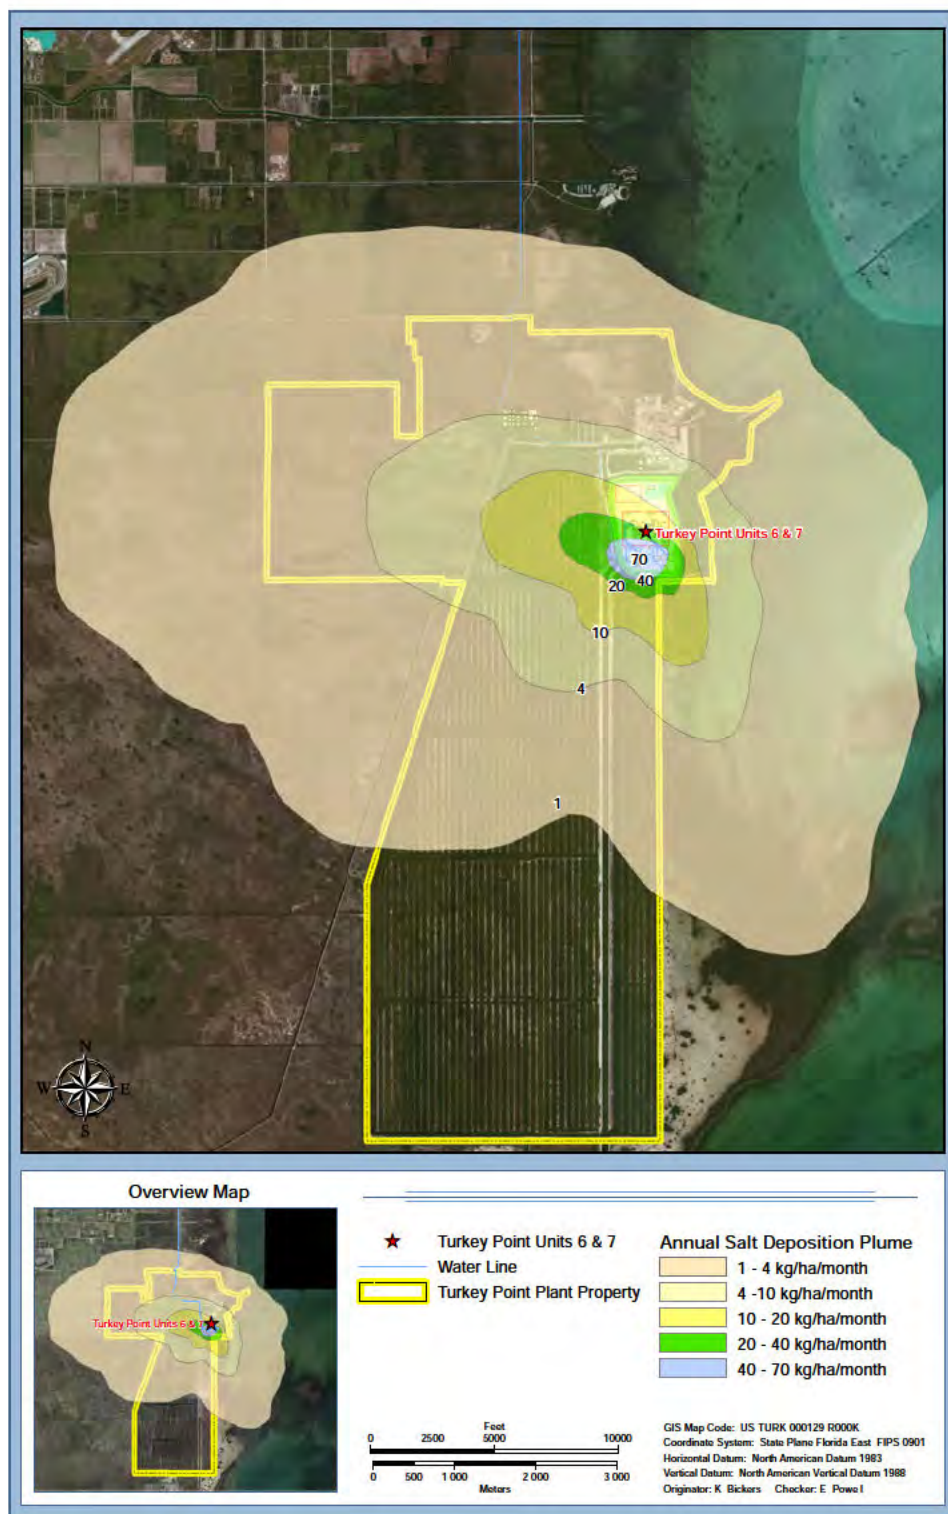 Turkey Point Units 6 & 7
70
40
20
10
4
1
N
W
E
S
Overview Map
Turkey Point Units 6 &
Turkey Point Units 6 & 7
Water Line
Turkey Point Plant Property
Annual Salt Deposition Plume
1 - 4 kg/ha/month
4 -10 kg/ha/month
10 - 20 kg/ha/month
20 - 40 kg/ha/month
40 - 70 kg/ha/month
Feet
0 2500 5000 10000
0 500 1 000 2 000 3 000
Meters
GIS Map Code: US TURK 000129 R000K
Coordinate System: State Plane Florida East FIPS 0901
Horizontal Datum: North American Datum 1983
Vertical Datum: North American Vertical Datum 1988
Originator: K Bickers Checker: E Powe l